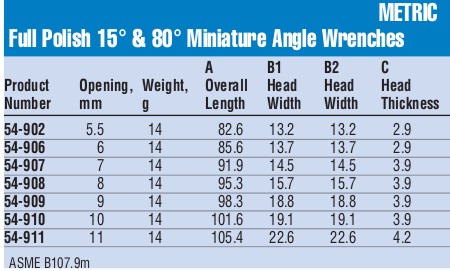 METRIC
Full Polish 15° & 80° Miniature Angle Wrenches
A B1 B2 C
Product Opening, Weight, Overall Head Head Head
Number mm g Length Width Width Thickness
54-902 5.5 14 82.6 13.2 13.2 2.9
54-906 6 14 85.6 13.7 13.7 2.9
54-907 7 14 91.9 14.5 14.5 3.9
54-908 8 14 95.3 15.7 15.7 3.9
54-909 9 14 98.3 18.8 18.8 3.9
54-910 10 14 101.6 19.1 19.1 3.9
54-911 11 14 105.4 22.6 22.6 4.2
ASME B107.9m